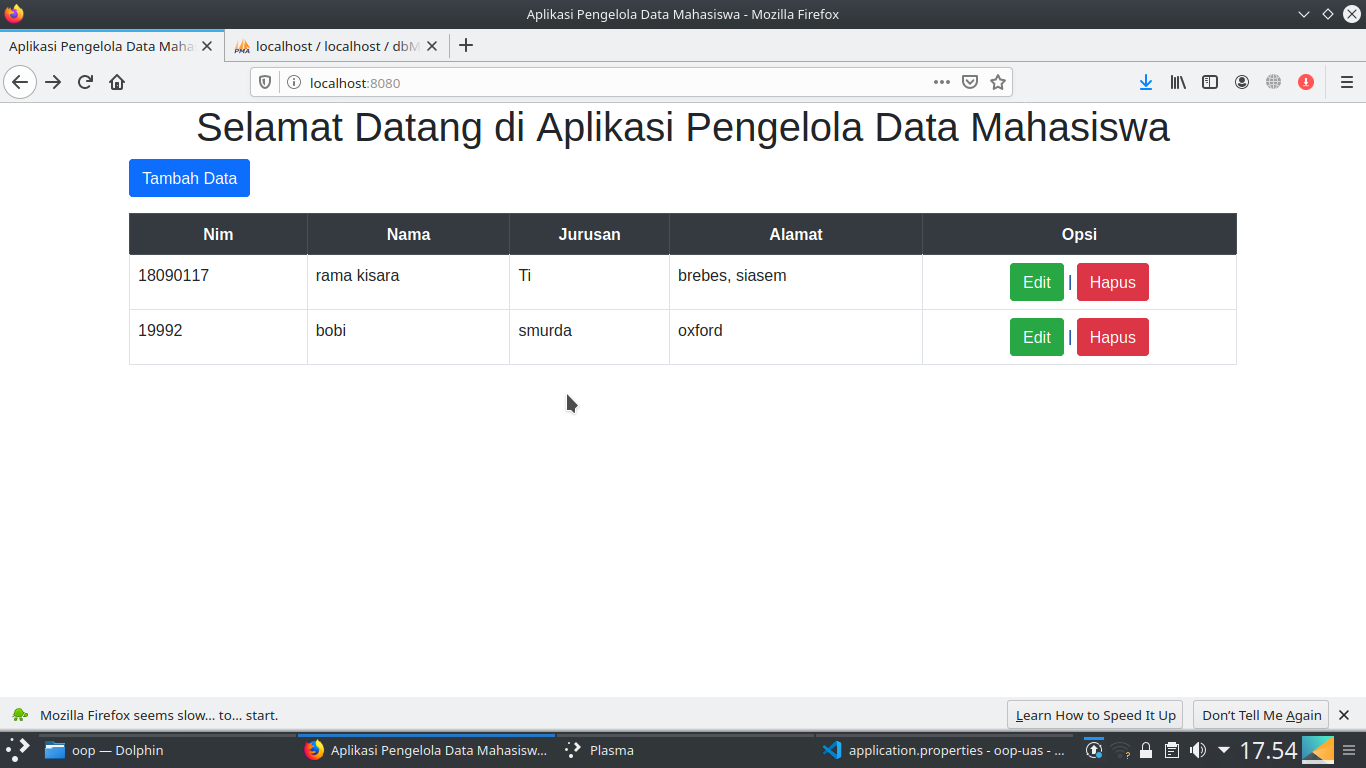 Aplikasi Pengelola Data Mahasiswa - Mozilla Firefox
Aplikasi Pengelola Data Maha
PMA localhost / localhost / dbM
localhost:8080
Selamat Datang di Aplikasi Pengelola Data Mahasiswa
Tambah Data
Nim Nama Jurusan Alamat Opsi
18090117 rama kisara Ti brebes, siasem Edit | Hapus
19992 bobi smurda oxford Edit | Hapus
Mozilla Firefox seems slow... to... start. Learn How to Speed It Up Don't Tell Me Again
oop — Dolphin Aplikasi Pengelola Data Mahasisw... Plasma application.properties - oop-uas - ... 17.54